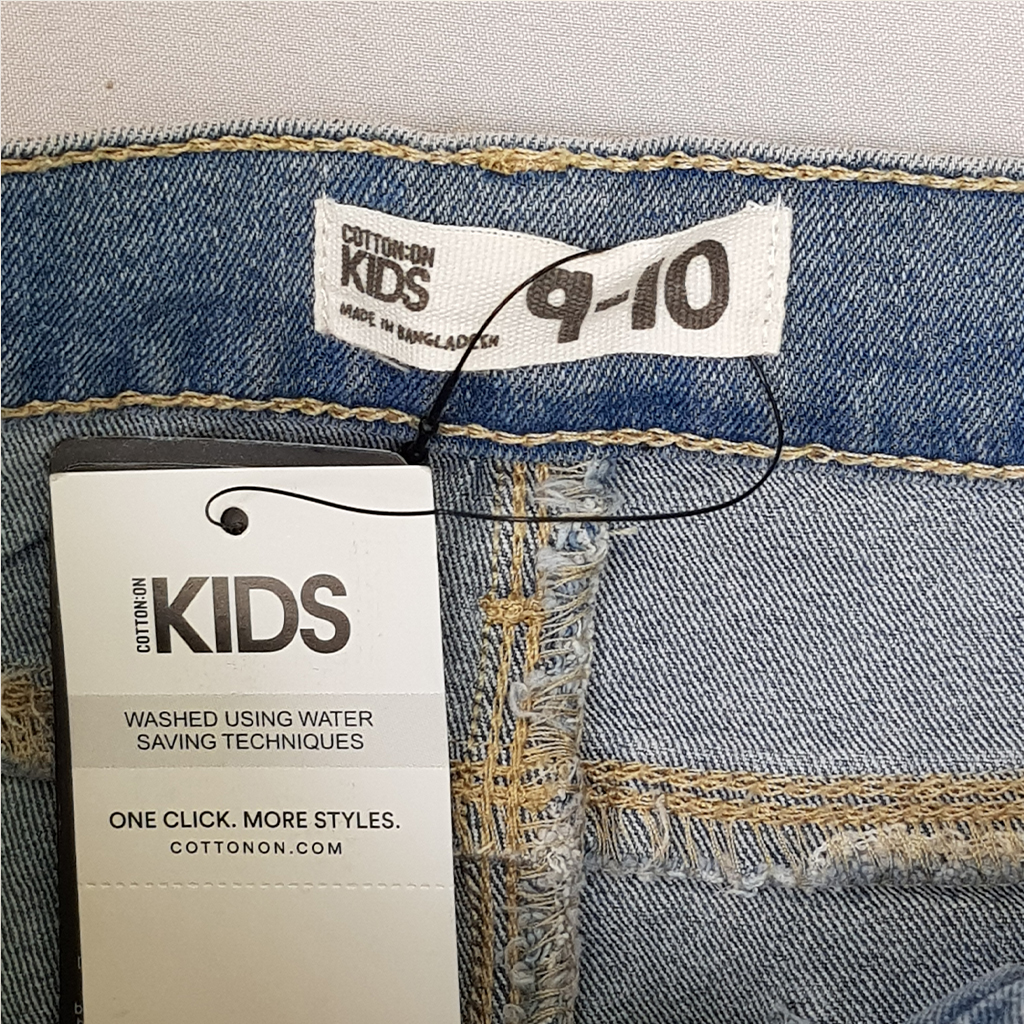 COTTON:ON
KIDS
MADE IN BANGLADESH
9-10
COTTON:ON
KIDS
WASHED USING WATER
SAVING TECHNIQUES
ONE CLICK. MORE STYLES.
COTTONON.COM